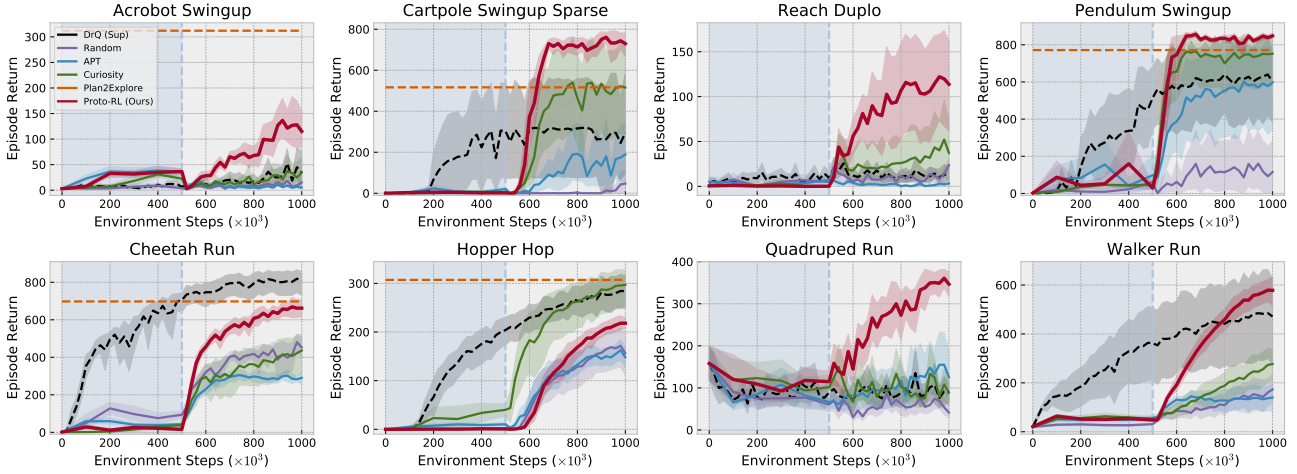 Acrobot Swingup
Episode Return
300
250
200
150
100
50
0
DrQ (Sup)
Random
APT
Curiosity
Plan2Explore
Proto-RL (Ours)
0 200 400 600 800 1000
Environment Steps (×10³)
Cartpole Swingup Sparse
Episode Return
800
600
400
200
0
0 200 400 600 800 1000
Environment Steps (×10³)
Reach Duplo
Episode Return
150
100
50
0
0 200 400 600 800 1000
Environment Steps (×10³)
Pendulum Swingup
Episode Return
800
600
400
200
0
0 200 400 600 800 1000
Environment Steps (×10³)
Cheetah Run
Episode Return
800
600
400
200
0
0 200 400 600 800 1000
Environment Steps (×10³)
Hopper Hop
Episode Return
300
200
100
0
0 200 400 600 800 1000
Environment Steps (×10³)
Quadruped Run
Episode Return
400
300
200
100
0
0 200 400 600 800 1000
Environment Steps (×10³)
Walker Run
Episode Return
600
400
200
0
0 200 400 600 800 1000
Environment Steps (×10³)